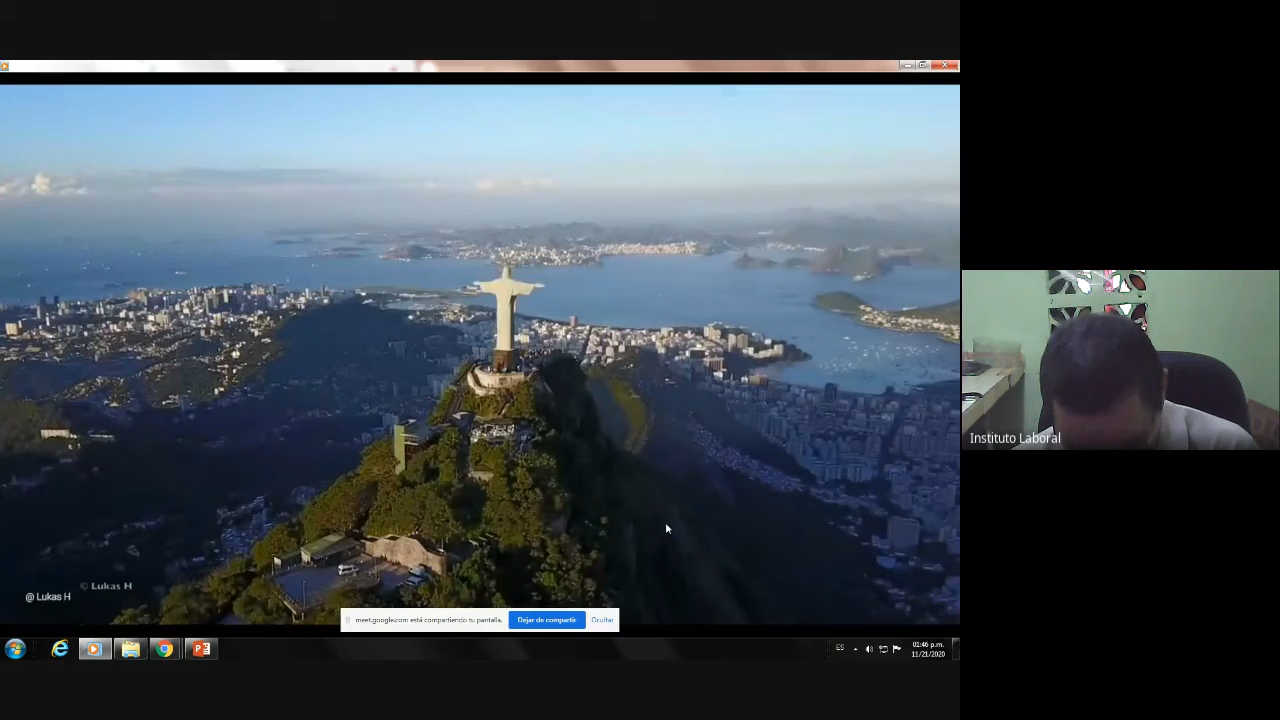 Instituto Laboral
© Lukas H
@ Lukas H
meet.google.com está compartiendo tu pantalla.
Dejar de compartir
Ocultar
ES
01:46 p.m.
11/21/2020